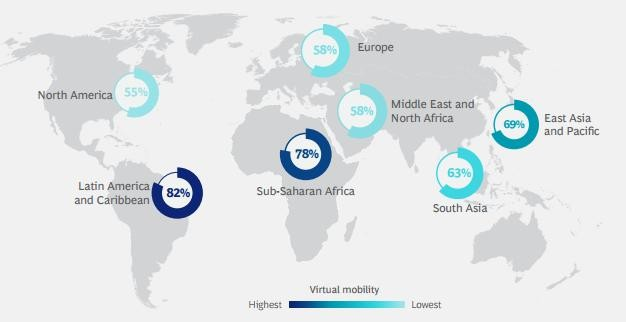 58%
Europe
North America
55%
58%
Middle East and
North Africa
69%
East Asia
and Pacific
78%
Sub-Saharan Africa
63%
South Asia
Latin America
and Caribbean
82%
Virtual mobility
Highest
Lowest